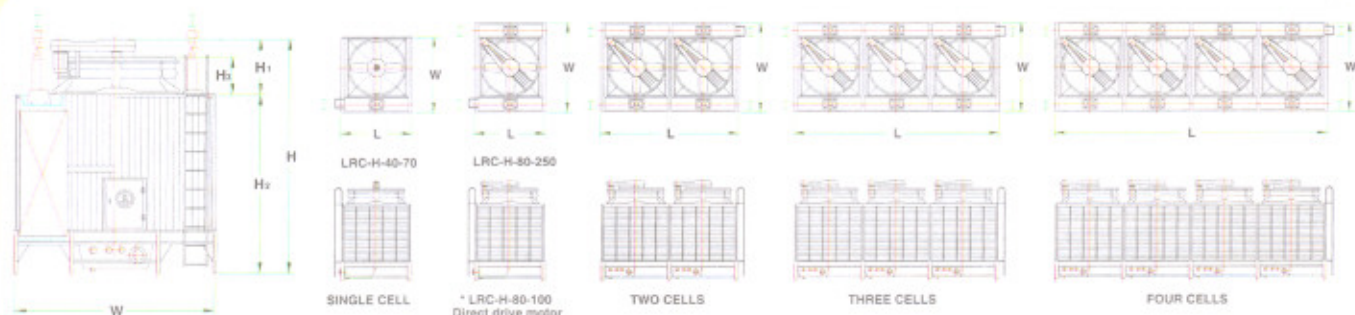 H₃
H₁
H
H₂
W
W
L
LRC-H-40-70
SINGLE CELL
W
L
LRC-H-80-250
* LRC-H-80-100
Direct drive motor
W
L
TWO CELLS
W
L
THREE CELLS
W
L
FOUR CELLS